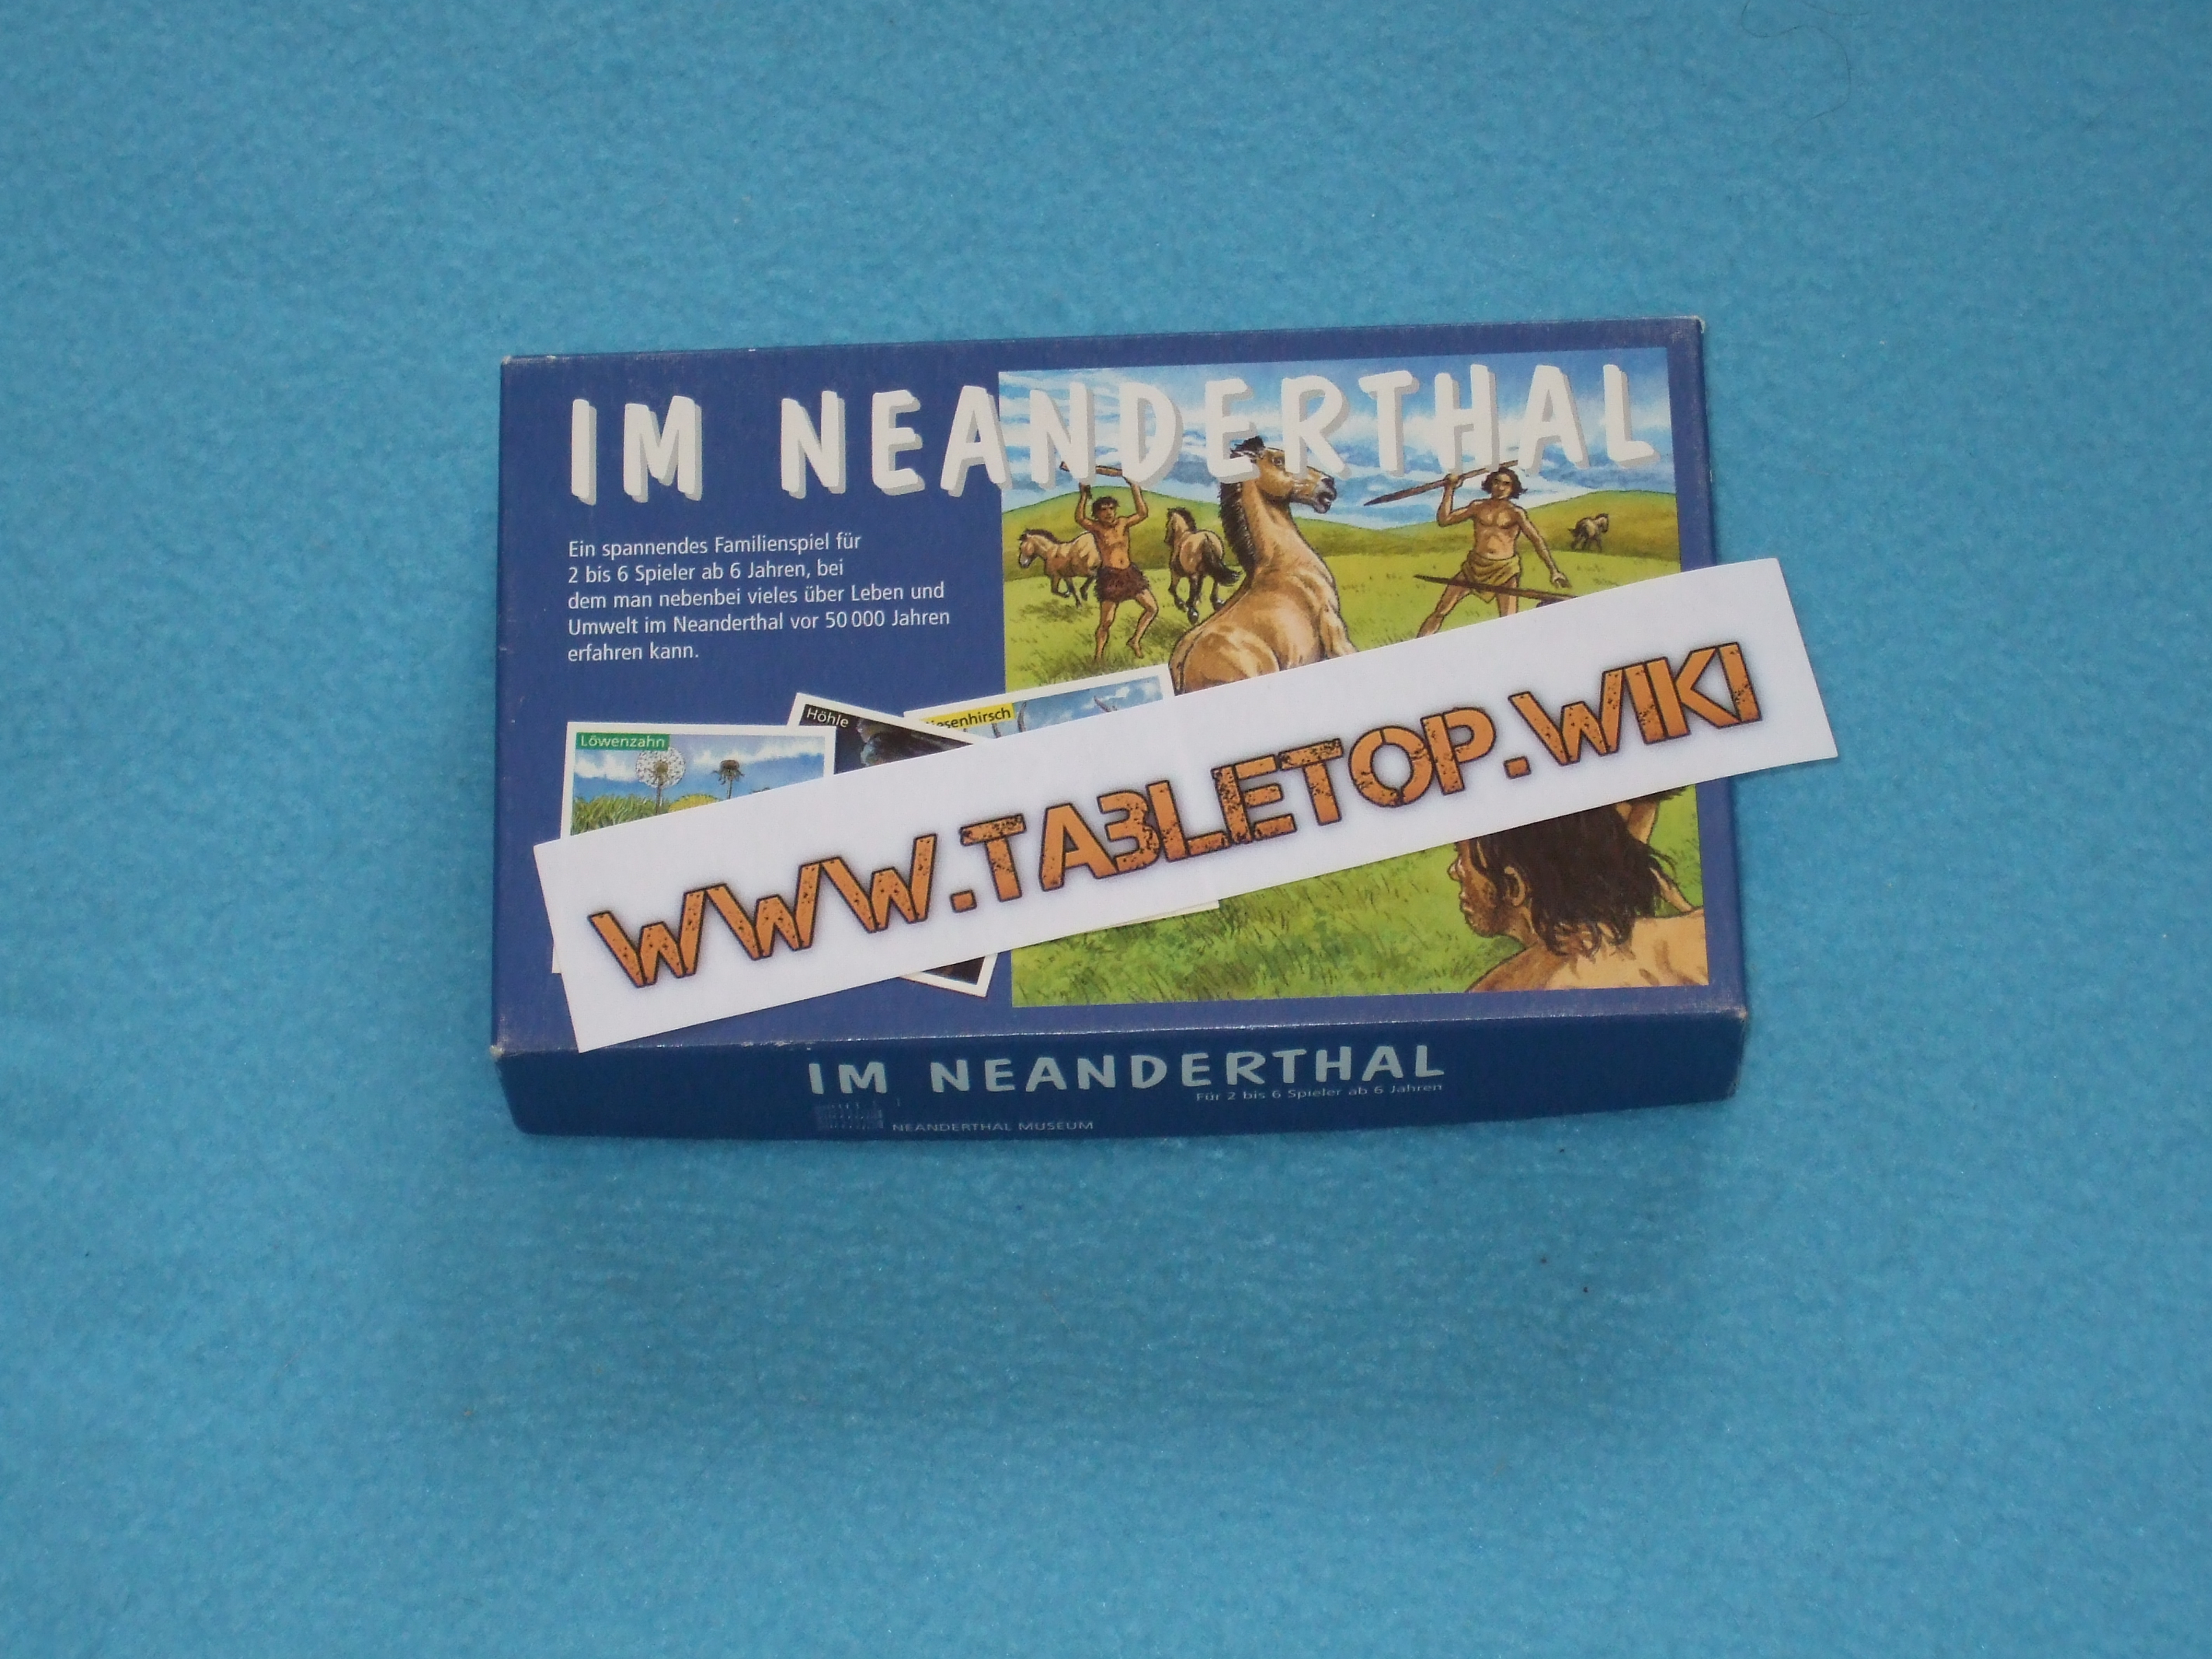 IM NEANDERTHAL
Ein spannendes Familienspiel für
2 bis 6 Spieler ab 6 Jahren, bei
dem man nebenbei vieles über Leben und
Umwelt im Neanderthal vor 50 000 Jahren
erfahren kann.
Löwenzahn
Höhle
iesenhirsch
WWW.TABLETOP.WIKI
IM NEANDERTHAL
Für 2 bis 6 Spieler ab 6 Jahren
NEANDERTHAL MUSEUM